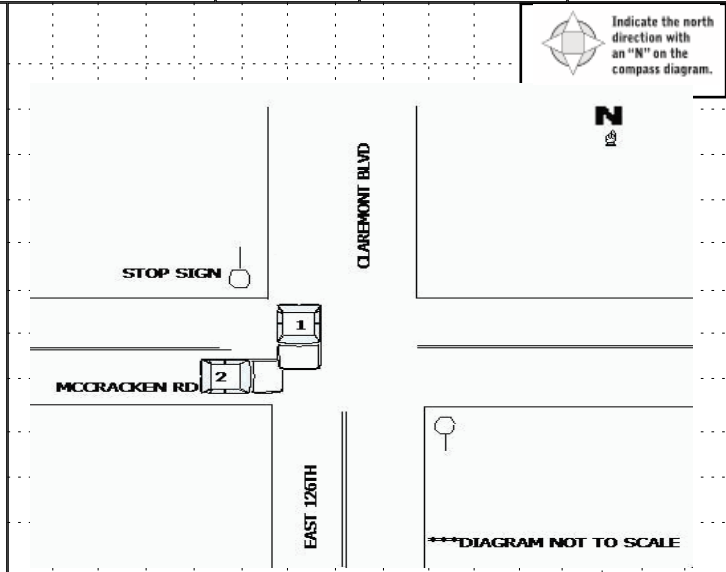 Indicate the north
direction with
an “N” on the
compass diagram.
N
CLAREMONT BLVD
STOP SIGN
1
2
MCCRACKEN RD
EAST 126TH
****DIAGRAM NOT TO SCALE